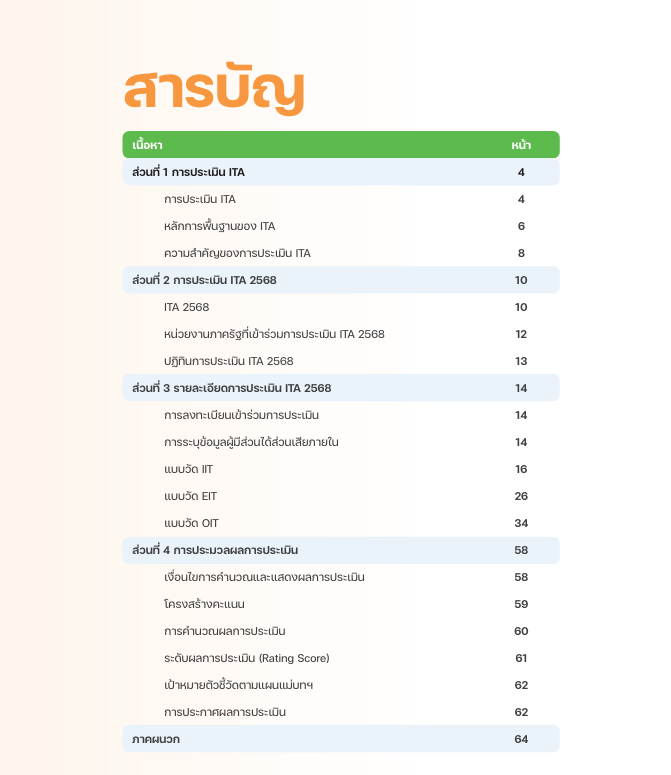 สารบัญ
เนื้อหา หน้า
ส่วนที่ 1 การประเมิน ITA 4
การประเมิน ITA 4
หลักการพื้นฐานของ ITA 6
ความสำคัญของการประเมิน ITA 8
ส่วนที่ 2 การประเมิน ITA 2568 10
ITA 2568 10
หน่วยงานภาครัฐที่เข้าร่วมการประเมิน ITA 2568 12
ปฏิทินการประเมิน ITA 2568 13
ส่วนที่ 3 รายละเอียดการประเมิน ITA 2568 14
การลงทะเบียนเข้าร่วมการประเมิน 14
การระบุข้อมูลผู้มีส่วนได้ส่วนเสียภายใน 14
แบบวัด IIT 16
แบบวัด EIT 26
แบบวัด OIT 34
ส่วนที่ 4 การประมวลผลการประเมิน 58
เงื่อนไขการคำนวณและแสดงผลการประเมิน 58
โครงสร้างคะแนน 59
การคำนวณผลการประเมิน 60
ระดับผลการประเมิน (Rating Score) 61
เป้าหมายตัวชี้วัดตามแผนแม่บทฯ 62
การประกาศผลการประเมิน 62
ภาคผนวก 64